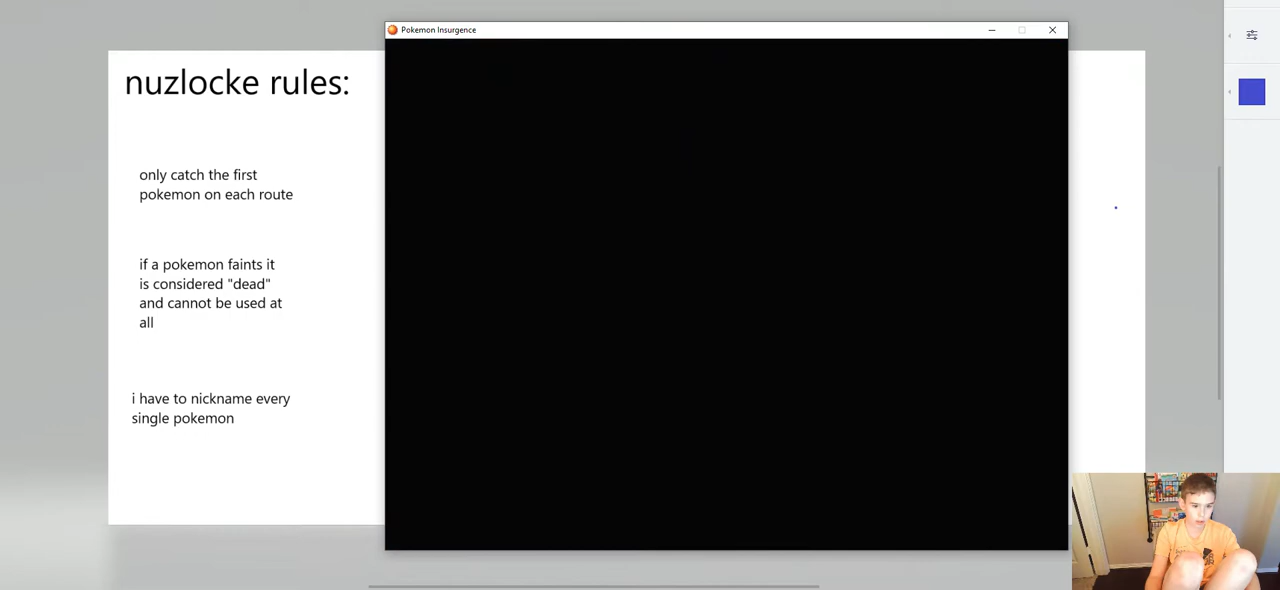 Pokemon Insurgence
nuzlocke rules:
only catch the first
pokemon on each route
if a pokemon faints it
is considered "dead"
and cannot be used at
all
i have to nickname every
single pokemon